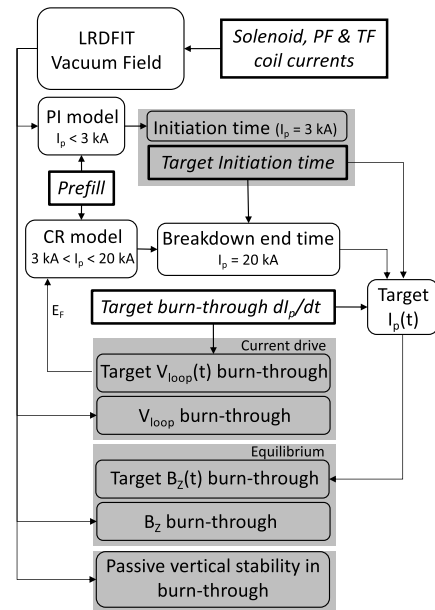 LRDFIT
Vacuum Field
Solenoid, PF & TF
coil currents
PI model
I_p < 3 kA
Initiation time (I_p = 3 kA)
Target Initiation time
Prefill
CR model
3 kA < I_p < 20 kA
Breakdown end time
I_p = 20 kA
E_F
Target burn-through dI_p/dt
Target
I_p(t)
Current drive
Target V_loop(t) burn-through
V_loop burn-through
Equilibrium
Target B_Z(t) burn-through
B_Z burn-through
Passive vertical stability in
burn-through